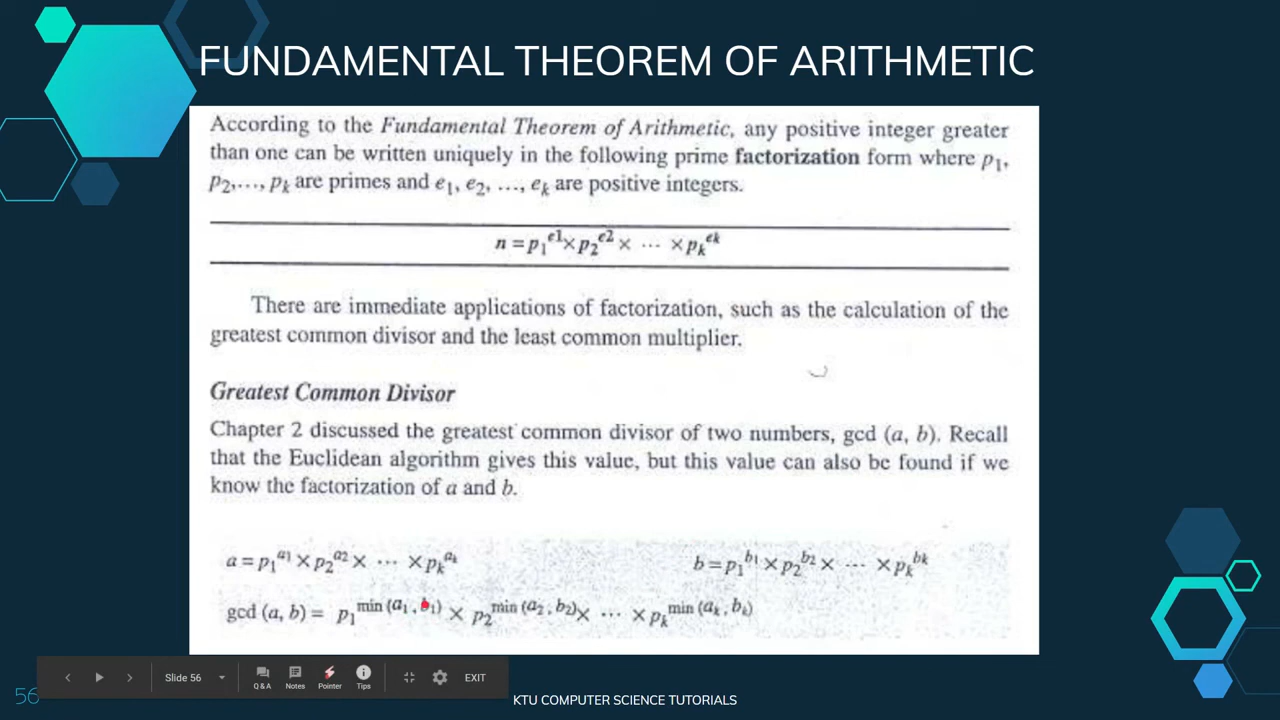 FUNDAMENTAL THEOREM OF ARITHMETIC
According to the Fundamental Theorem of Arithmetic, any positive integer greater
than one can be written uniquely in the following prime factorization form where p₁,
p₂,..., pₖ are primes and e₁, e₂, ..., eₖ are positive integers.
n = p₁^e1 × p₂^e2 × ··· × pₖ^ek
There are immediate applications of factorization, such as the calculation of the
greatest common divisor and the least common multiplier.
Greatest Common Divisor
Chapter 2 discussed the greatest common divisor of two numbers, gcd (a, b). Recall
that the Euclidean algorithm gives this value, but this value can also be found if we
know the factorization of a and b.
a = p₁^a₁ × p₂^a₂ × ··· × pₖ^aₖ b = p₁^b₁ × p₂^b₂ × ··· × pₖ^bₖ
gcd (a, b) = p₁^min (a₁, b₁) × p₂^min (a₂, b₂) × ··· × pₖ^min (aₖ, bₖ)
Slide 56
Q & A Notes Pointer Tips EXIT
56
KTU COMPUTER SCIENCE TUTORIALS